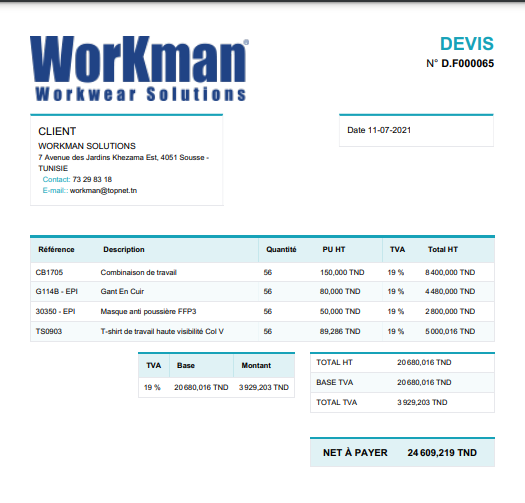 WorKman®
Workwear Solutions
DEVIS
N° D.F000065
CLIENT
WORKMAN SOLUTIONS
7 Avenue des Jardins Khezama Est, 4051 Sousse -
TUNISIE
Contact: 73 29 83 18
E-mail:: workman@topnet.tn
Date 11-07-2021
Référence Description Quantité PU HT TVA Total HT
CB1705 Combinaison de travail 56 150,000 TND 19 % 8 400,000 TND
G114B - EPI Gant En Cuir 56 80,000 TND 19 % 4 480,000 TND
30350 - EPI Masque anti poussière FFP3 56 50,000 TND 19 % 2 800,000 TND
TS0903 T-shirt de travail haute visibilité Col V 56 89,286 TND 19 % 5 000,016 TND
TVA Base Montant
19 % 20 680,016 TND 3 929,203 TND
TOTAL HT 20 680,016 TND
BASE TVA 20 680,016 TND
TOTAL TVA 3 929,203 TND
NET À PAYER 24 609,219 TND